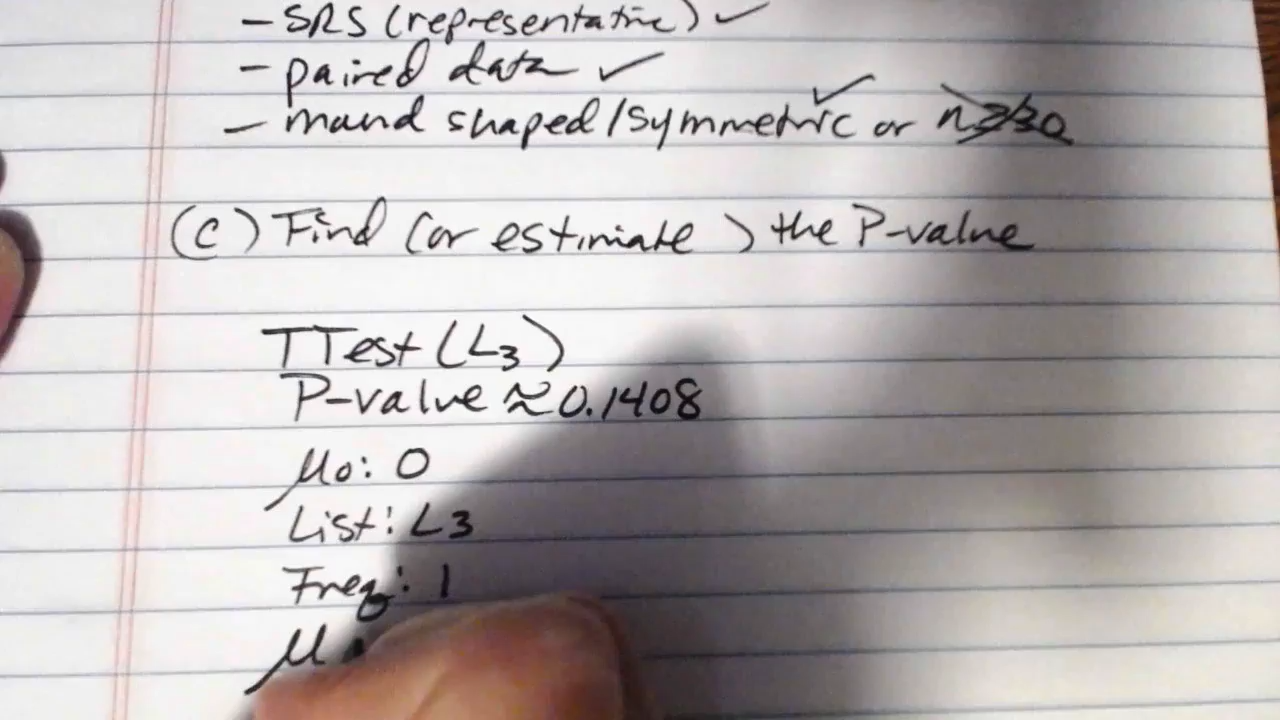 - SRS (representative) ✓
- paired data ✓
- mound shaped/symmetric ✓ or n≥30
(c) Find (or estimate) the P-value
TTest (L3)
P-value ≈ 0.1408
μo: 0
List: L3
Freq: 1
μ